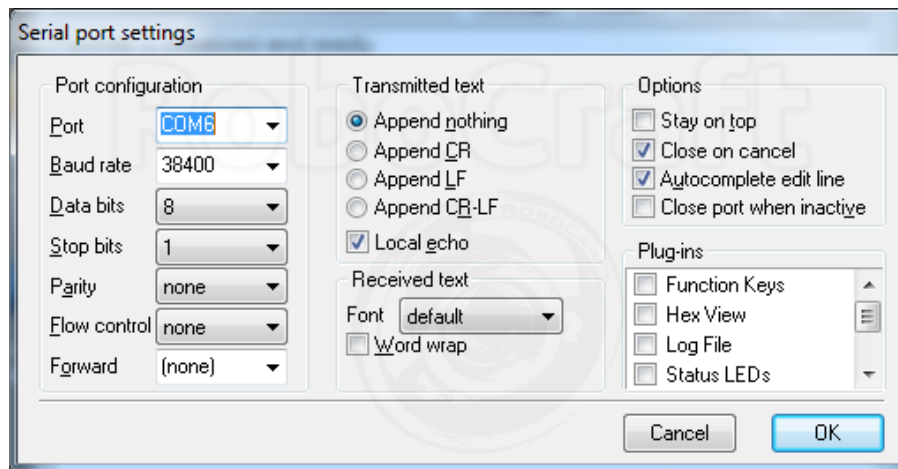 Serial port settings
Port configuration
Port COM6
Baud rate 38400
Data bits 8
Stop bits 1
Parity none
Flow control none
Forward (none)
Transmitted text
Append nothing
Append CR
Append LF
Append CR-LF
Local echo
Received text
Font default
Word wrap
Options
Stay on top
Close on cancel
Autocomplete edit line
Close port when inactive
Plug-ins
Function Keys
Hex View
Log File
Status LEDs
Cancel OK
RoboCraft